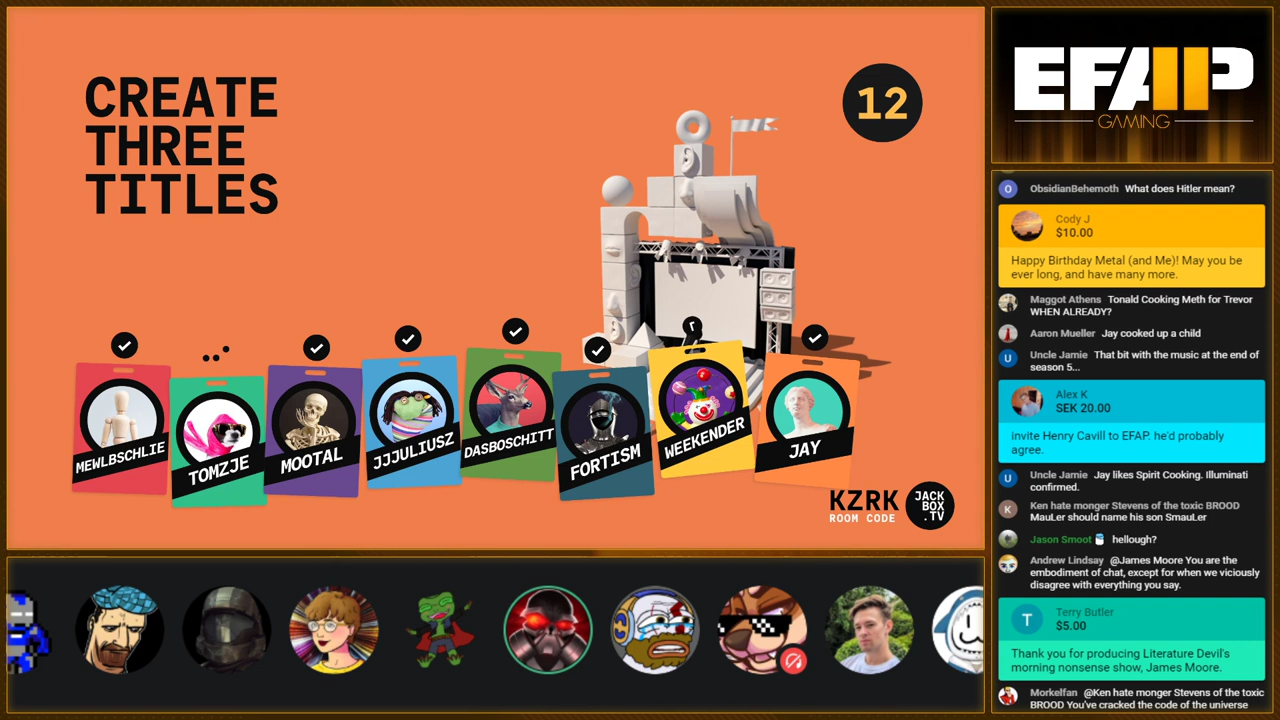 CREATE
THREE
TITLES
12
MEWLBSCHLIE
TOMZJE
MOOTAL
JJJULIUSZ
DASBOSCHITT
FORTISM
WEEKENDER
JAY
KZRK
ROOM CODE
JACK
BOX
.TV
EFAP
GAMING
O ObsidianBehemoth What does Hitler mean?
Cody J
$10.00
Happy Birthday Metal (and Me)! May you be
ever long, and have many more.
Maggot Athens Tonald Cooking Meth for Trevor
WHEN ALREADY?
Aaron Mueller Jay cooked up a child
U Uncle Jamie That bit with the music at the end of
season 5...
Alex K
SEK 20.00
invite Henry Cavill to EFAP. he'd probably
agree.
U Uncle Jamie Jay likes Spirit Cooking. Illuminati
confirmed.
K Ken hate monger Stevens of the toxic BROOD
MauLer should name his son SmauLer
Jason Smoot hellough?
Andrew Lindsay @James Moore You are the
embodiment of chat, except for when we viciously
disagree with everything you say.
T Terry Butler
$5.00
Thank you for producing Literature Devil's
morning nonsense show, James Moore.
Morkelfan @Ken hate monger Stevens of the toxic
BROOD You've cracked the code of the universe